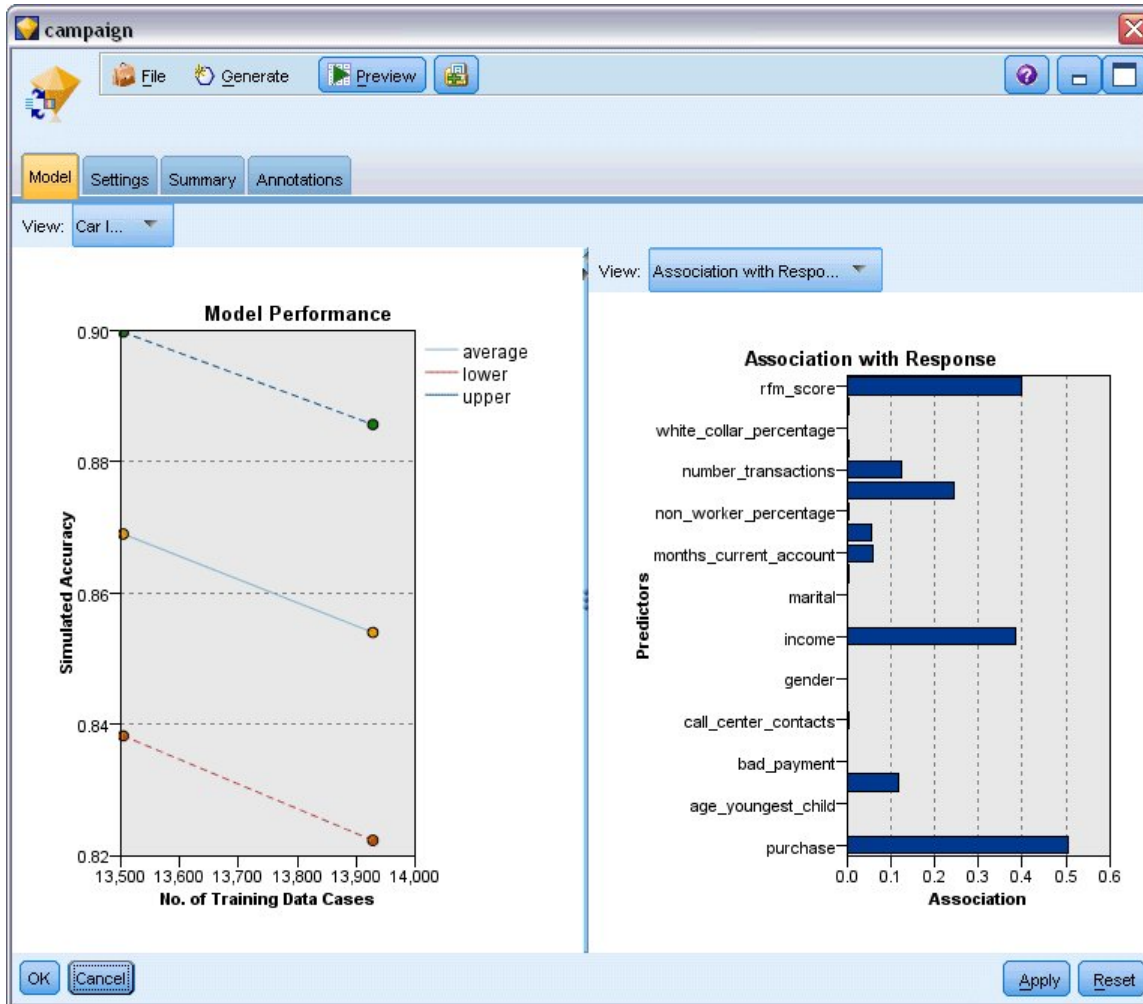 campaign
File Generate Preview
Model Settings Summary Annotations
View: Car I...
Model Performance
average
lower
upper
Simulated Accuracy
0.90
0.88
0.86
0.84
0.82
13,500 13,600 13,700 13,800 13,900 14,000
No. of Training Data Cases
View: Association with Respo...
Association with Response
Predictors
rfm_score
white_collar_percentage
number_transactions
non_worker_percentage
months_current_account
marital
income
gender
call_center_contacts
bad_payment
age_youngest_child
purchase
0.0 0.1 0.2 0.3 0.4 0.5 0.6
Association
OK Cancel Apply Reset